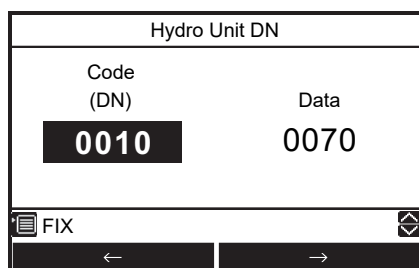 Hydro Unit DN
Code
(DN) Data
0010 0070
FIX
← →